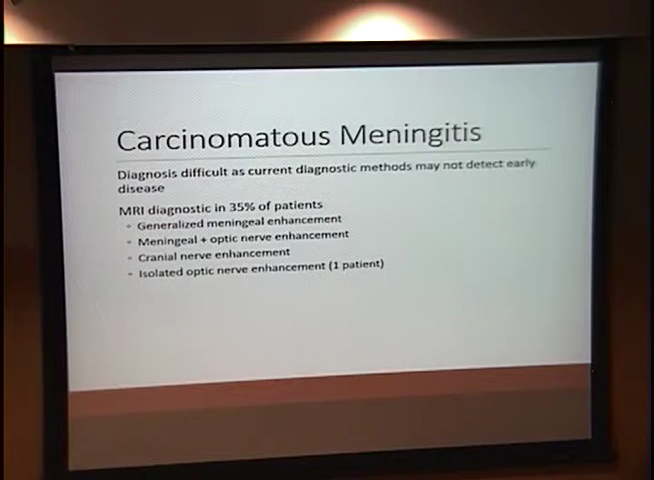 Carcinomatous Meningitis
Diagnosis difficult as current diagnostic methods may not detect early
disease
MRI diagnostic in 35% of patients
◦ Generalized meningeal enhancement
◦ Meningeal + optic nerve enhancement
◦ Cranial nerve enhancement
◦ Isolated optic nerve enhancement (1 patient)